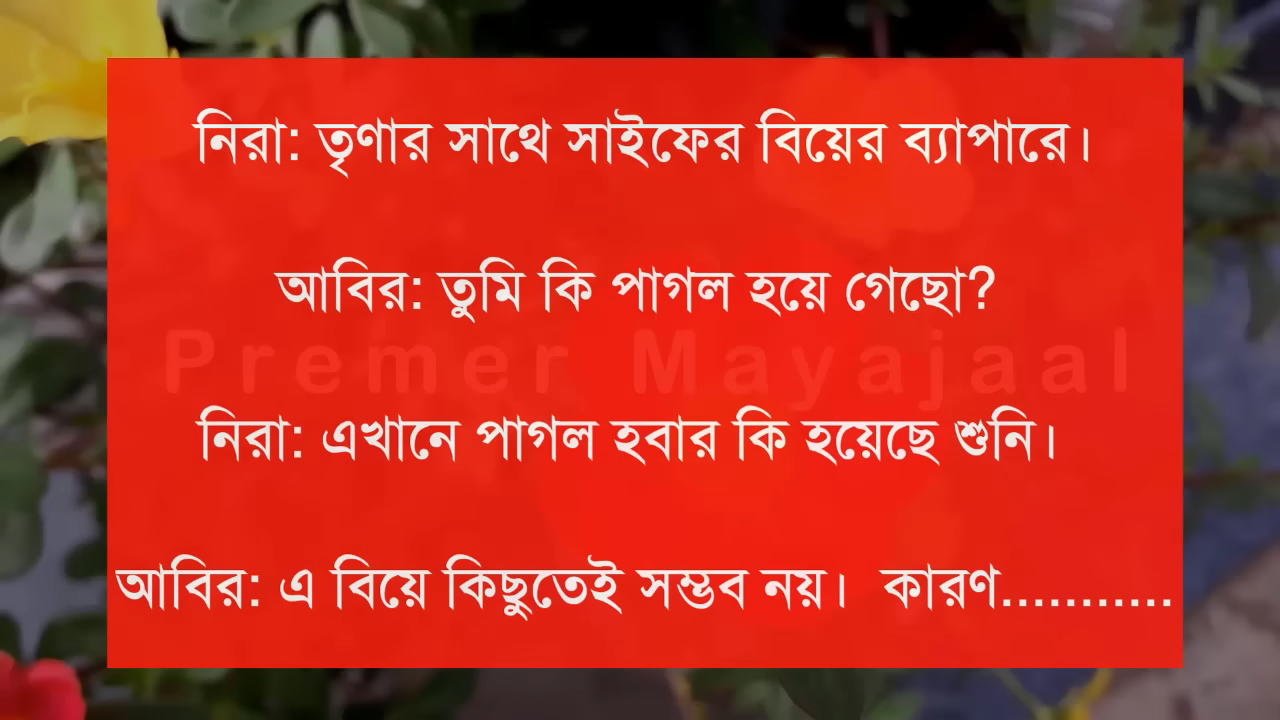 নিরা: তৃণার সাথে সাইফের বিয়ের ব্যাপারে।
আবির: তুমি কি পাগল হয়ে গেছো?
Premer Mayajaal
নিরা: এখানে পাগল হবার কি হয়েছে শুনি।
আবির: এ বিয়ে কিছুতেই সম্ভব নয়।  কারণ...........